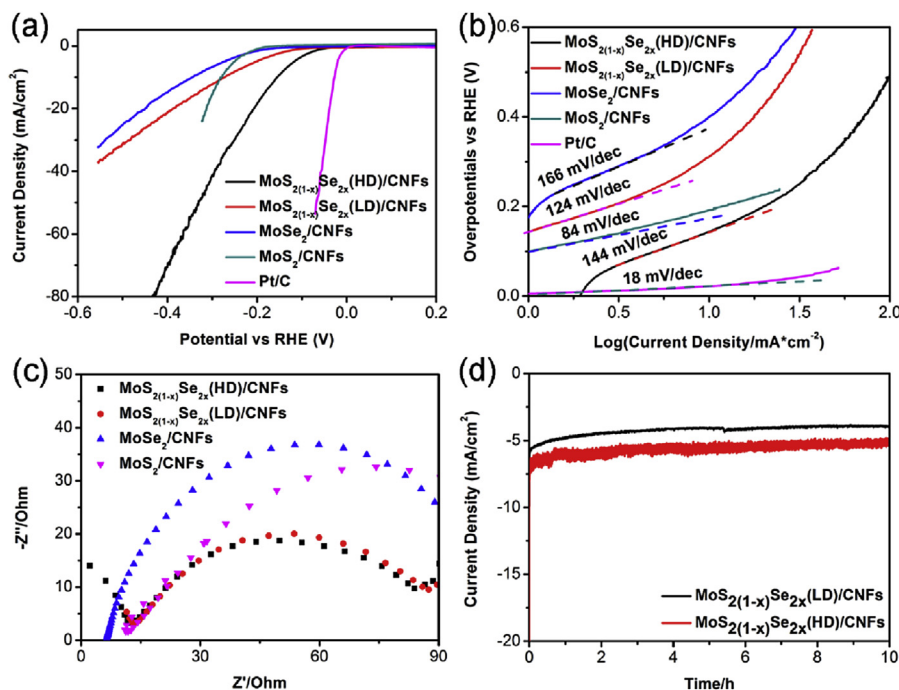 (a)
0
-20
-40
-60
-80
Current Density (mA/cm²)
-0.6 -0.4 -0.2 0.0 0.2
Potential vs RHE (V)
MoS₂₍₁₋ₓ₎Se₂ₓ(HD)/CNFs
MoS₂₍₁₋ₓ₎Se₂ₓ(LD)/CNFs
MoSe₂/CNFs
MoS₂/CNFs
Pt/C
(b)
0.6
0.4
0.2
0.0
Overpotentials vs RHE (V)
MoS₂₍₁₋ₓ₎Se₂ₓ(HD)/CNFs
MoS₂₍₁₋ₓ₎Se₂ₓ(LD)/CNFs
MoSe₂/CNFs
MoS₂/CNFs
Pt/C
166 mV/dec
124 mV/dec
84 mV/dec
144 mV/dec
18 mV/dec
0.0 0.5 1.0 1.5 2.0
Log(Current Density/mA*cm⁻²)
(c)
50
40
30
20
10
0
-Z''/Ohm
MoS₂₍₁₋ₓ₎Se₂ₓ(HD)/CNFs
MoS₂₍₁₋ₓ₎Se₂ₓ(LD)/CNFs
MoSe₂/CNFs
MoS₂/CNFs
0 30 60 90
Z'/Ohm
(d)
0
-5
-10
-15
-20
Current Density (mA/cm²)
MoS₂₍₁₋ₓ₎Se₂ₓ(LD)/CNFs
MoS₂₍₁₋ₓ₎Se₂ₓ(HD)/CNFs
0 2 4 6 8 10
Time/h